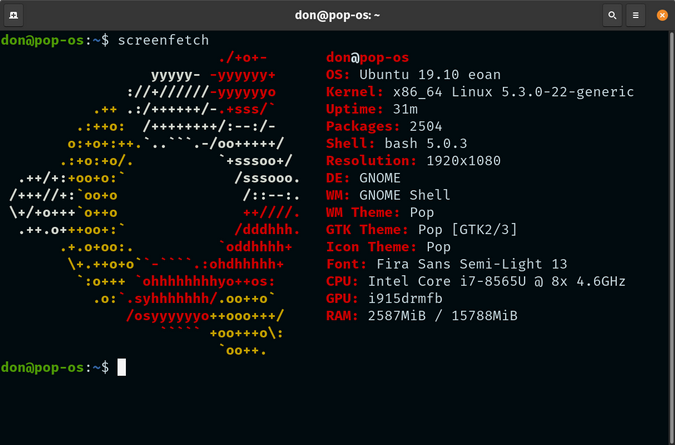 don@pop-os: ~
don@pop-os:~$ screenfetch
./+o+- don@pop-os
yyyyy- -yyyyyy+ OS: Ubuntu 19.10 eoan
://+//////-yyyyyyo Kernel: x86_64 Linux 5.3.0-22-generic
.++ .:/++++++/-.+sss/` Uptime: 31m
.:++o: /++++++++/:--:/- Packages: 2504
o:+o+:++.`..```.-/oo+++++/ Shell: bash 5.0.3
.:+o:+o/. `+sssoo+/ Resolution: 1920x1080
.++/+:+oo+o:` /sssooo. DE: GNOME
/+++//+:`oo+o /::--:. WM: GNOME Shell
\+/+o+++`o++o ++////. WM Theme: Pop
.++.o+++oo+:` /dddhhh. GTK Theme: Pop [GTK2/3]
.+.o+oo:. `oddhhhh+ Icon Theme: Pop
\+.++o+o``-````.:ohdhhhhh+ Font: Fira Sans Semi-Light 13
`:o+++ `ohhhhhhhhyo++os: CPU: Intel Core i7-8565U @ 8x 4.6GHz
.o:`.syhhhhhhh/.oo++o` GPU: i915drmfb
/osyyyyyyo++ooo+++/ RAM: 2587MiB / 15788MiB
````` +oo+++o\:
`oo++.
don@pop-os:~$